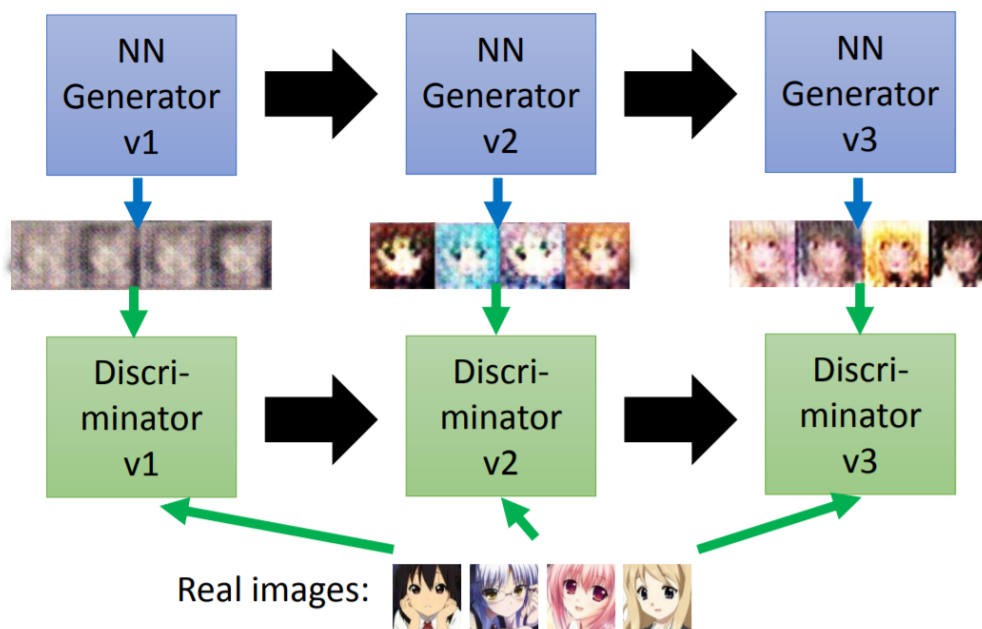 NN
Generator
v1
NN
Generator
v2
NN
Generator
v3
Discri-
minator
v1
Discri-
minator
v2
Discri-
minator
v3
Real images: